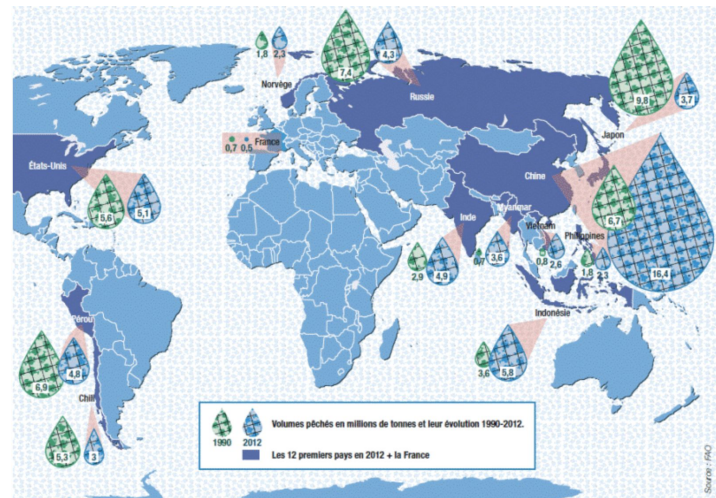 1,8 2,3
Norvège
7,4 4,3
Russie
9,8 3,7
Japon
0,7 0,5 France
États-Unis
5,6 5,1
Chine
6,7 16,4
Inde
2,9 4,9
Myanmar
0,7 3,6
Vietnam
0,8 2,6
Philippines
1,8 2,3
Indonésie
3,6 5,8
Pérou
6,9 4,8
Chili
5,3 3
1990 2012
Volumes pêchés en millions de tonnes et leur évolution 1990-2012.
Les 12 premiers pays en 2012 + la France
Source : FAO